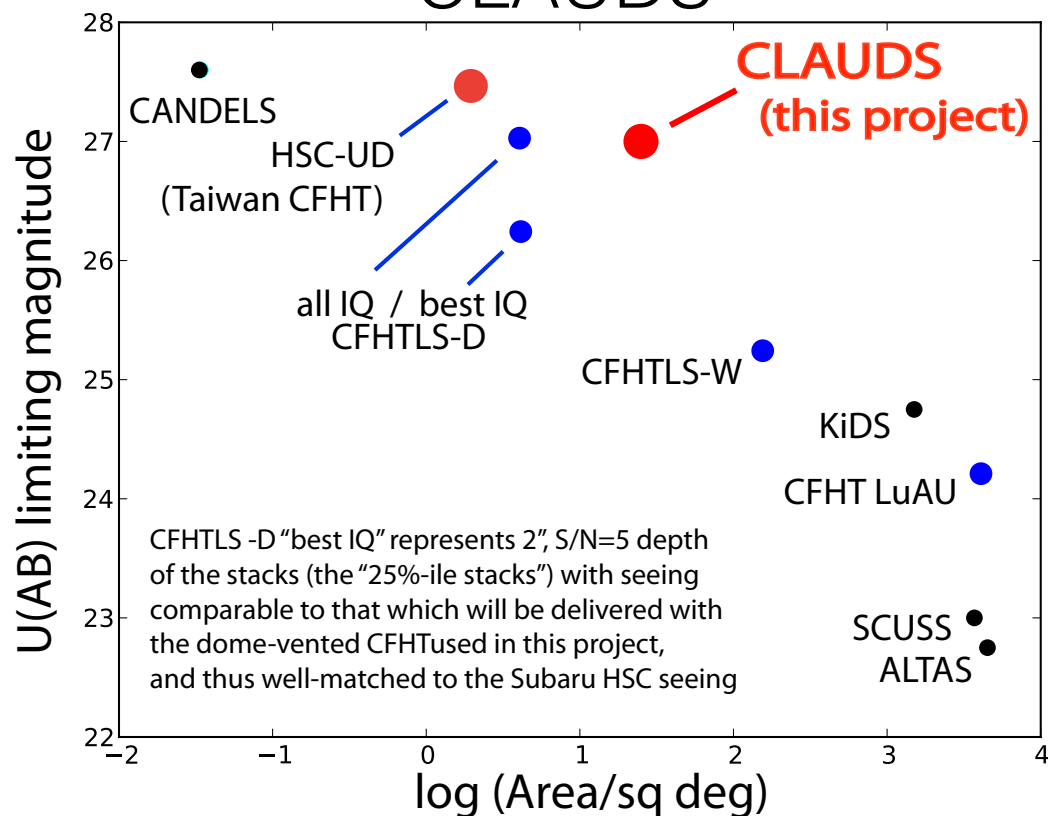 CLAUDS
28
27
26
25
24
23
22
U(AB) limiting magnitude
CANDELS
HSC-UD
(Taiwan CFHT)
CLAUDS
(this project)
all IQ / best IQ
CFHTLS-D
CFHTLS-W
KiDS
CFHT LuAU
SCUSS
ALTAS
CFHTLS -D “best IQ” represents 2”, S/N=5 depth
of the stacks (the “25%-ile stacks”) with seeing
comparable to that which will be delivered with
the dome-vented CFHTused in this project,
and thus well-matched to the Subaru HSC seeing
−2 −1 0 1 2 3 4
log (Area/sq deg)